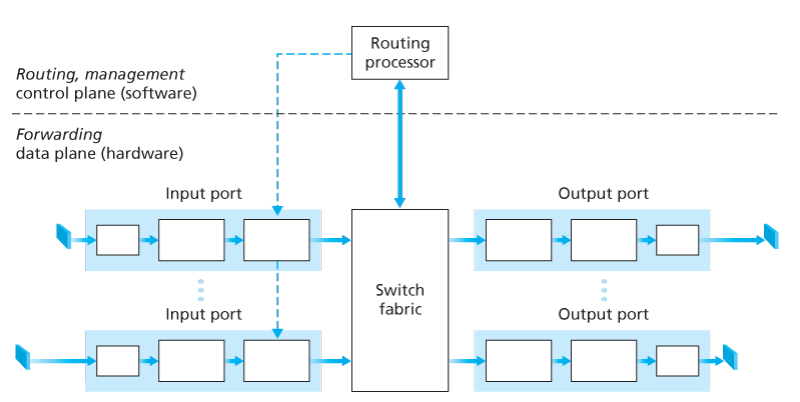 Routing
processor
Routing, management
control plane (software)
Forwarding
data plane (hardware)
Input port
Output port
Switch
fabric
Input port
Output port